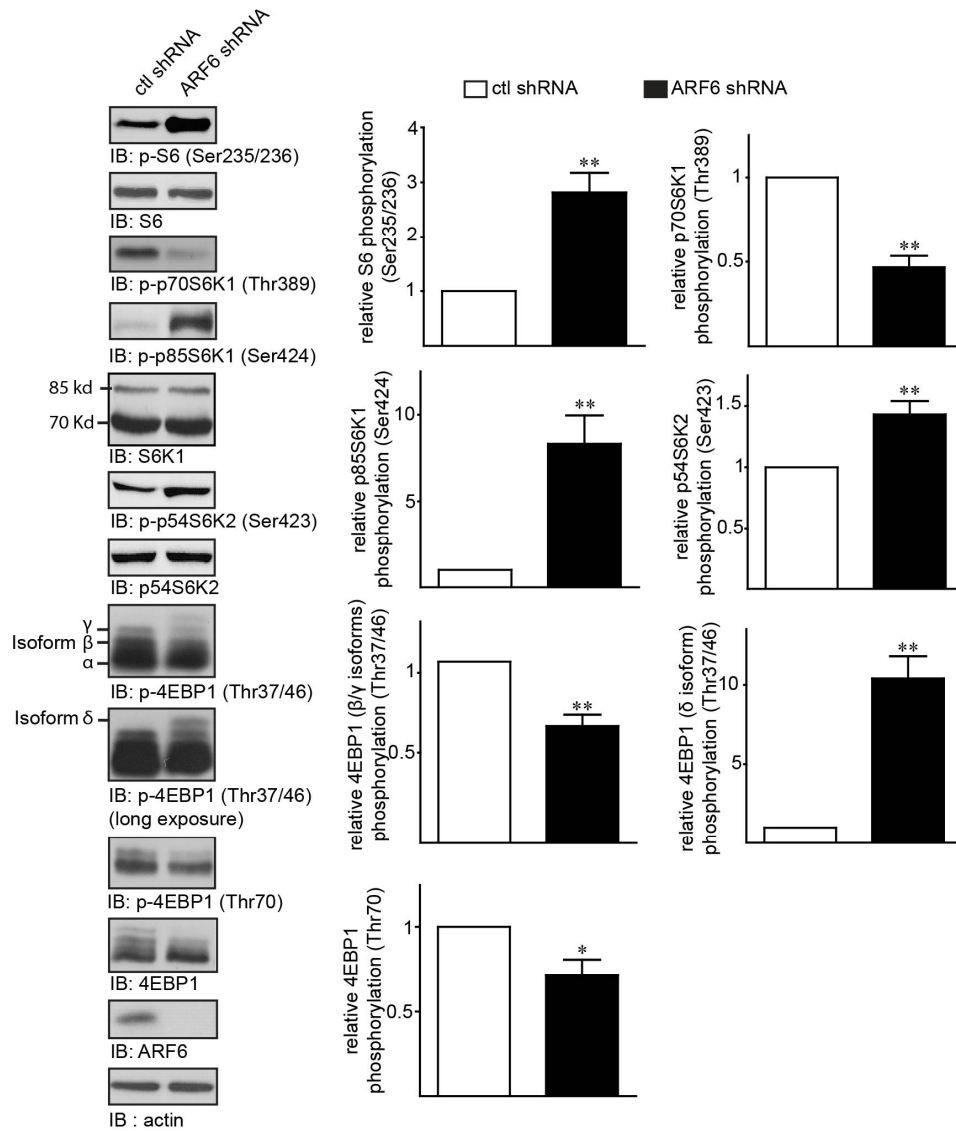 ctl shRNA
ARF6 shRNA
IB: p-S6 (Ser235/236)
IB: S6
IB: p-p70S6K1 (Thr389)
IB: p-p85S6K1 (Ser424)
85 kd
70 Kd
IB: S6K1
IB: p-p54S6K2 (Ser423)
IB: p54S6K2
γ
Isoform β
α
IB: p-4EBP1 (Thr37/46)
Isoform δ
IB: p-4EBP1 (Thr37/46)
(long exposure)
IB: p-4EBP1 (Thr70)
IB: 4EBP1
IB: ARF6
IB : actin
ctl shRNA
ARF6 shRNA
relative S6 phosphorylation
(Ser235/236)
4
3
2
1
**
relative p70S6K1
phosphorylation (Thr389)
1
0.5
**
relative p85S6K1
phosphorylation (Ser424)
10
5
**
relative p54S6K2
phosphorylation (Ser423)
1.5
1
0.5
**
relative 4EBP1 (β/γ isoforms)
phosphorylation (Thr37/46)
1
0.5
**
relative 4EBP1 (δ isoform)
phosphorylation (Thr37/46)
10
5
**
relative 4EBP1
phosphorylation (Thr70)
1
0.5
*